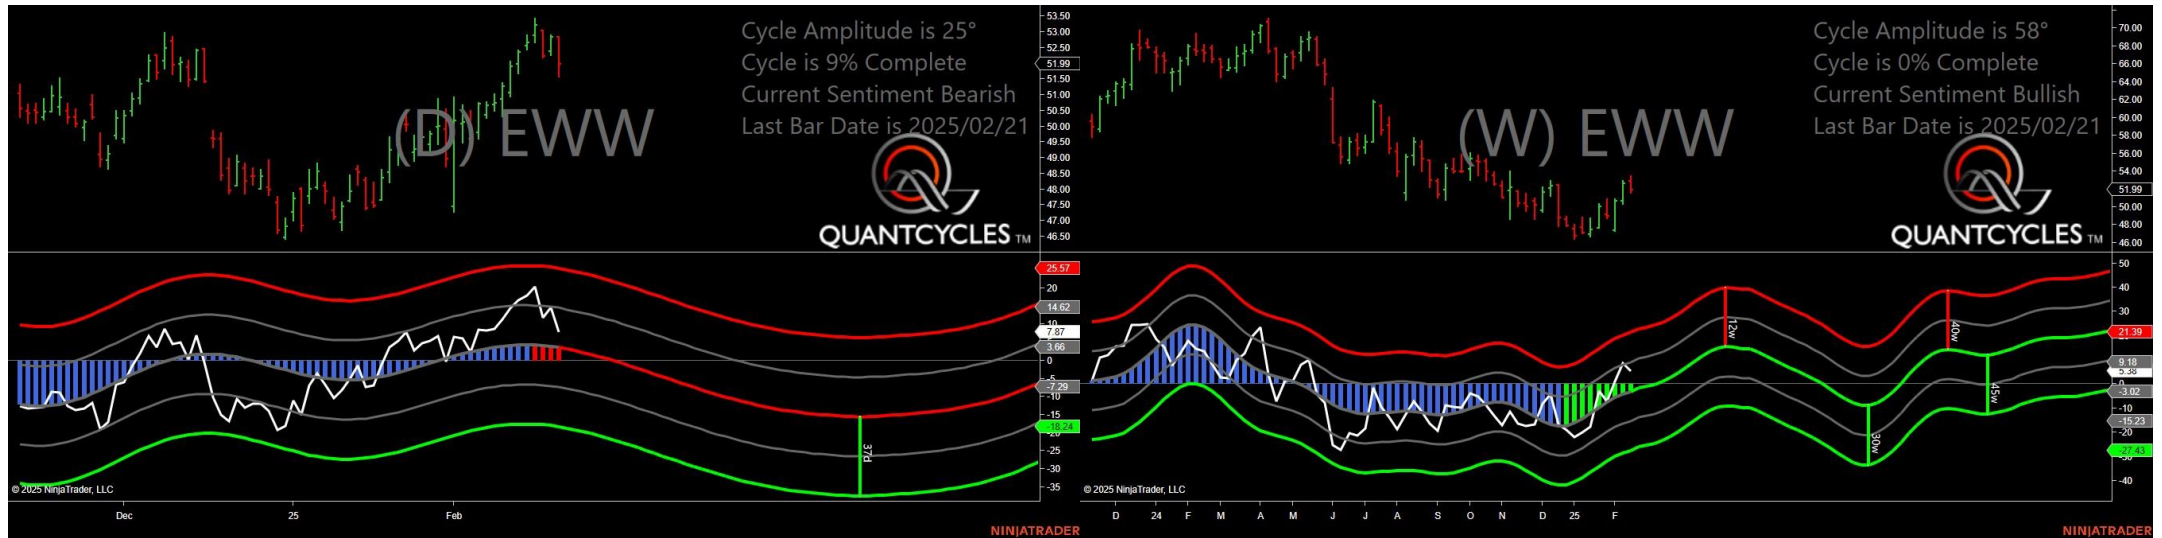 Cycle Amplitude is 25°
Cycle is 9% Complete
Current Sentiment Bearish
Last Bar Date is 2025/02/21
(D) EWW
QUANTCYCLES TM
53.50
53.00
52.50
51.99
51.50
51.00
50.50
50.00
49.50
49.00
48.50
48.00
47.50
47.00
46.50
25.57
20
14.62
10
7.87
3.66
0
-5
-7.29
-10
-15
-18.24
-20
-25
-30
-35
37d
© 2025 NinjaTrader, LLC
Dec
25
Feb
NINJATRADER
Cycle Amplitude is 58°
Cycle is 0% Complete
Current Sentiment Bullish
Last Bar Date is 2025/02/21
(W) EWW
QUANTCYCLES TM
70.00
68.00
66.00
64.00
62.00
60.00
58.00
56.00
54.00
51.99
50.00
48.00
46.00
50
40
30
21.39
9.18
5.38
0
-3.02
-10
-15.23
-20
-27.43
-40
12w
30w
40w
45w
© 2025 NinjaTrader, LLC
D 24 F M A M J J A S O N D 25 F
NINJATRADER